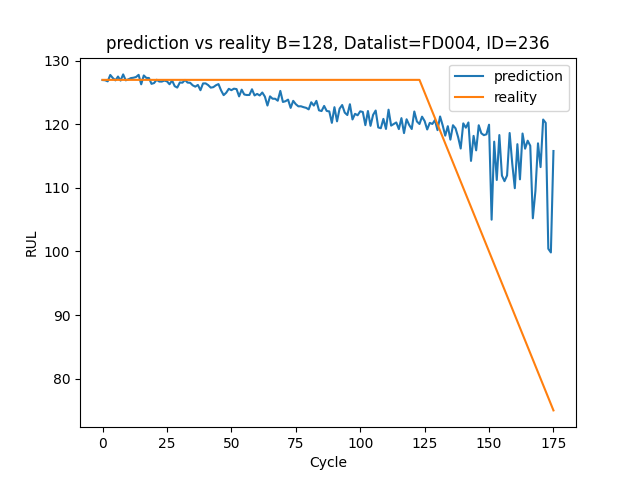 prediction vs reality B=128, Datalist=FD004, ID=236
prediction
reality
RUL
130
120
110
100
90
80
0 25 50 75 100 125 150 175
Cycle